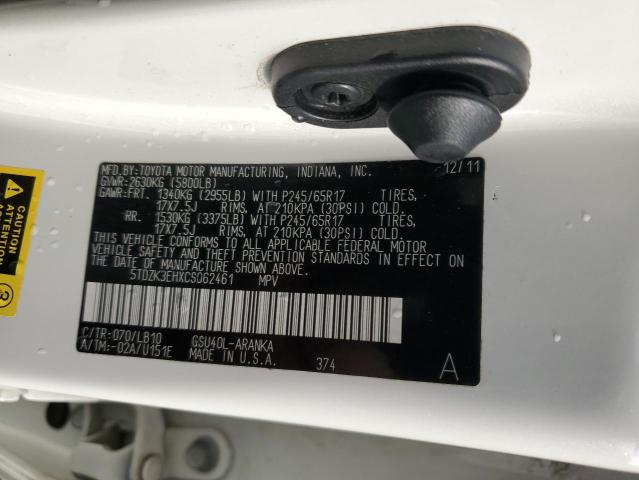 MFD.BY:TOYOTA MOTOR MANUFACTURING, INDIANA, INC. 12/11
GVWR:2630KG (5800LB)
GAWR:FRT. 1340KG (2955LB) WITH P245/65R17 TIRES,
17X7.5J RIMS, AT 210KPA (30PSI) COLD.
RR. 1530KG (3375LB) WITH P245/65R17 TIRES,
17X7.5J RIMS, AT 210KPA (30PSI) COLD.
THIS VEHICLE CONFORMS TO ALL APPLICABLE FEDERAL MOTOR
VEHICLE SAFETY AND THEFT PREVENTION STANDARDS IN EFFECT ON
THE DATE OF MANUFACTURE SHOWN ABOVE.
5TDZK3EHXCS062461 MPV
C/TR:070/LB10 GSU40L-ARANKA
A/TM:-02A/U151E MADE IN U.S.A. 374 A
CAUTION